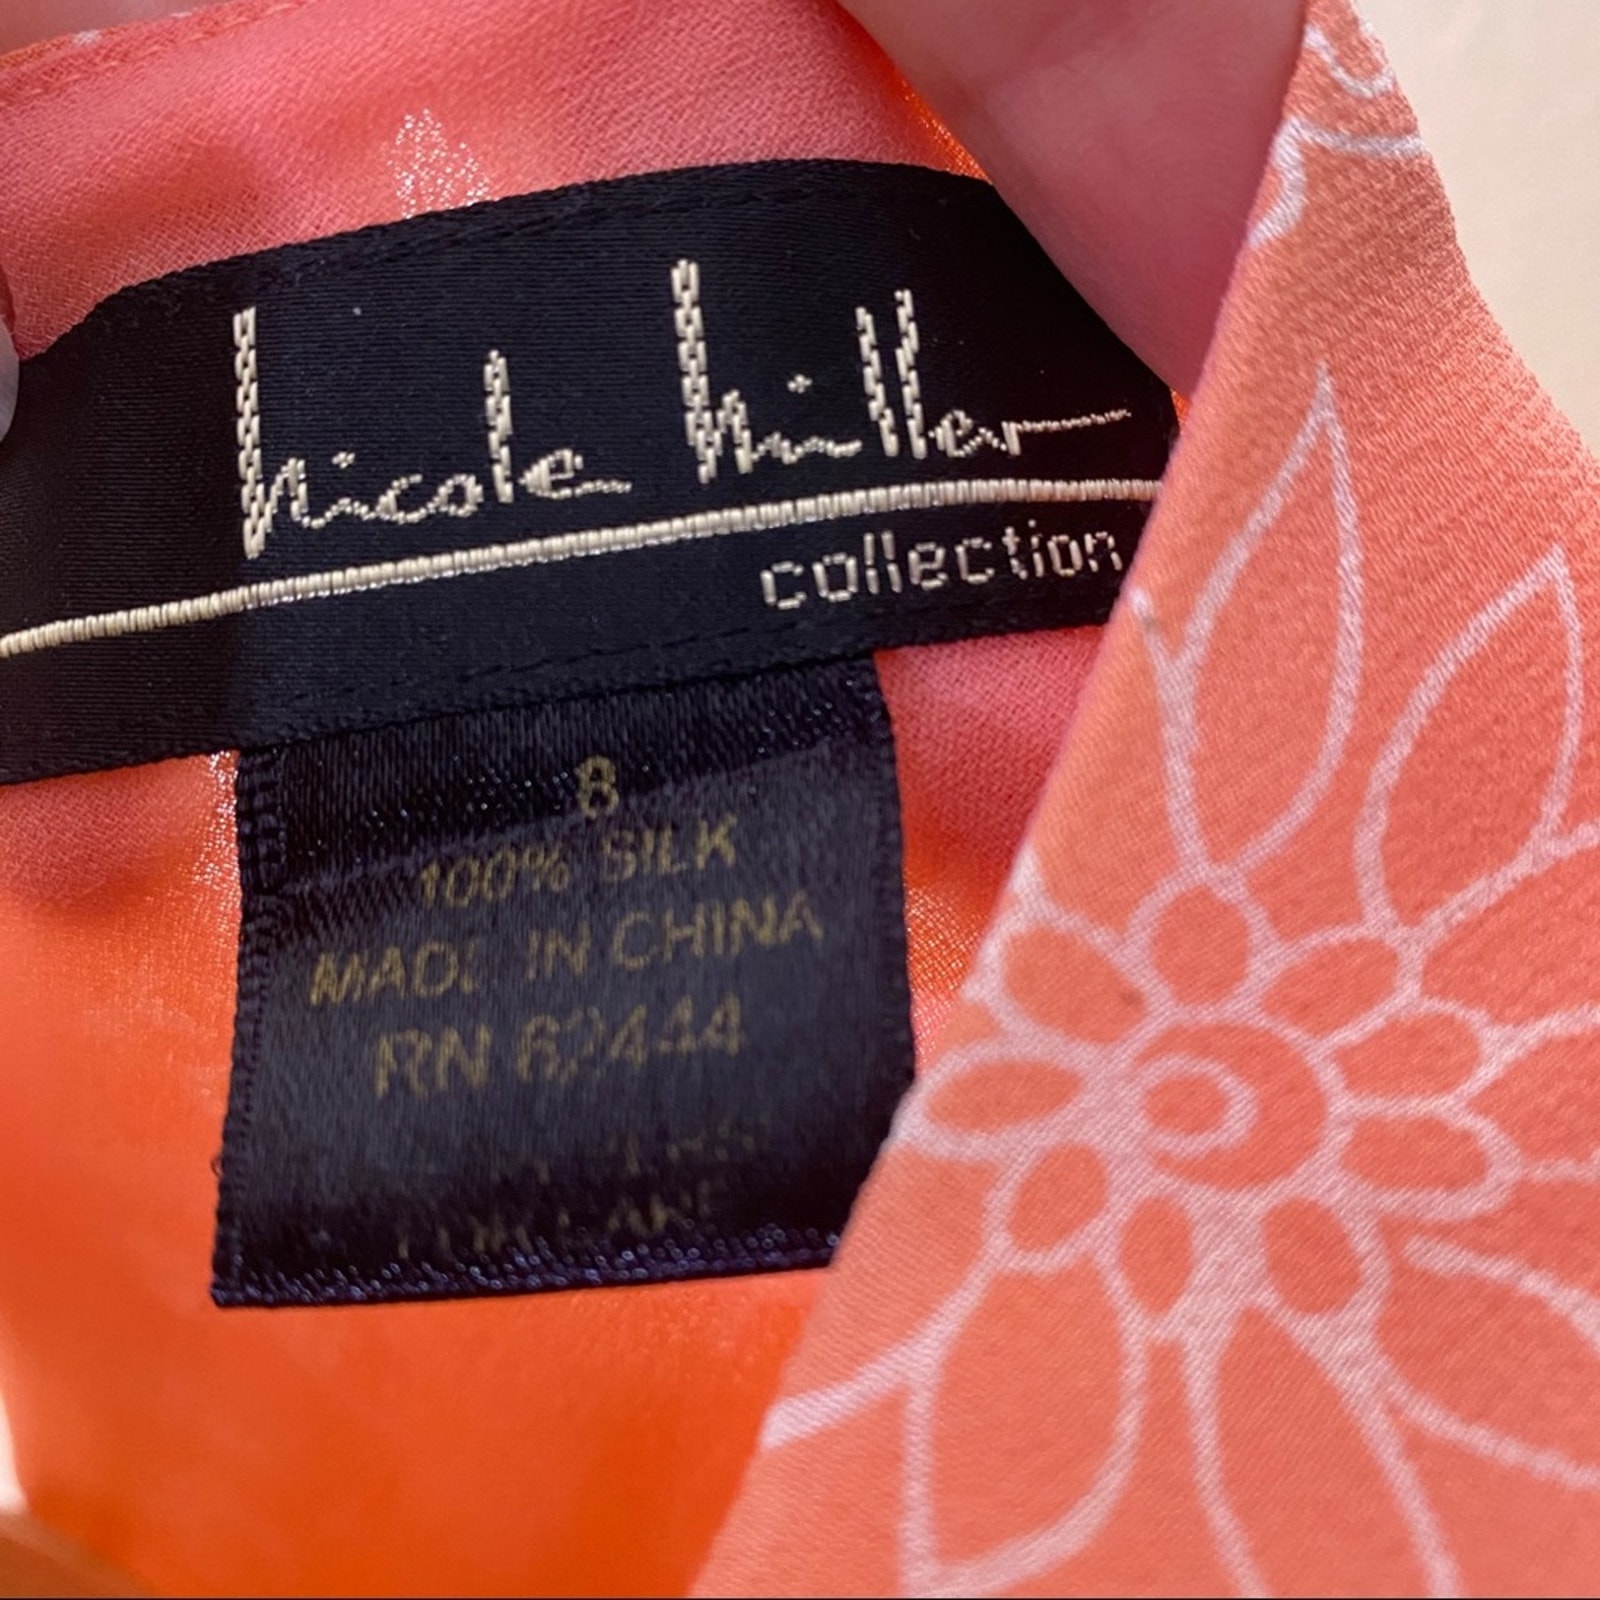 Nicole Miller
collection
8
100% SILK
MADE IN CHINA
RN 62444